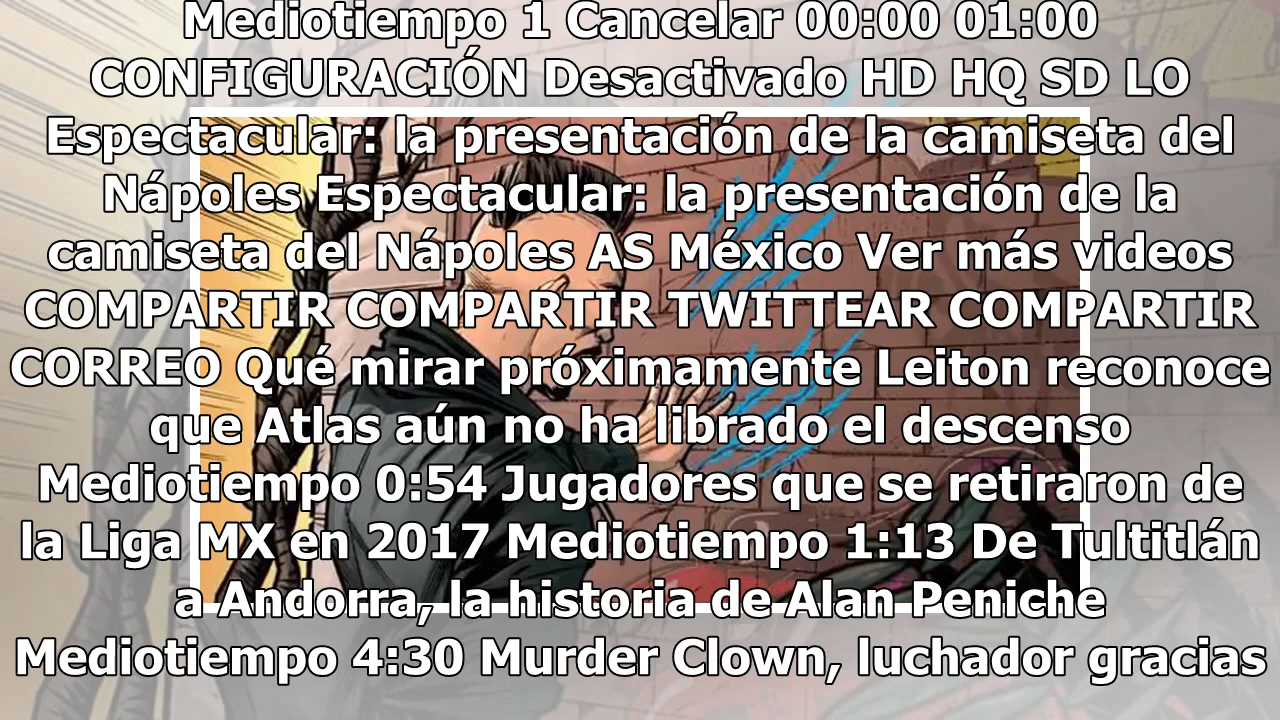 Mediotiempo 1 Cancelar 00:00 01:00
CONFIGURACIÓN Desactivado HD HQ SD LO
Espectacular: la presentación de la camiseta del
Nápoles Espectacular: la presentación de la
camiseta del Nápoles AS México Ver más videos
COMPARTIR COMPARTIR TWITTEAR COMPARTIR
CORREO Qué mirar próximamente Leiton reconoce
que Atlas aún no ha librado el descenso
Mediotiempo 0:54 Jugadores que se retiraron de
la Liga MX en 2017 Mediotiempo 1:13 De Tultitlán
a Andorra, la historia de Alan Peniche
Mediotiempo 4:30 Murder Clown, luchador gracias